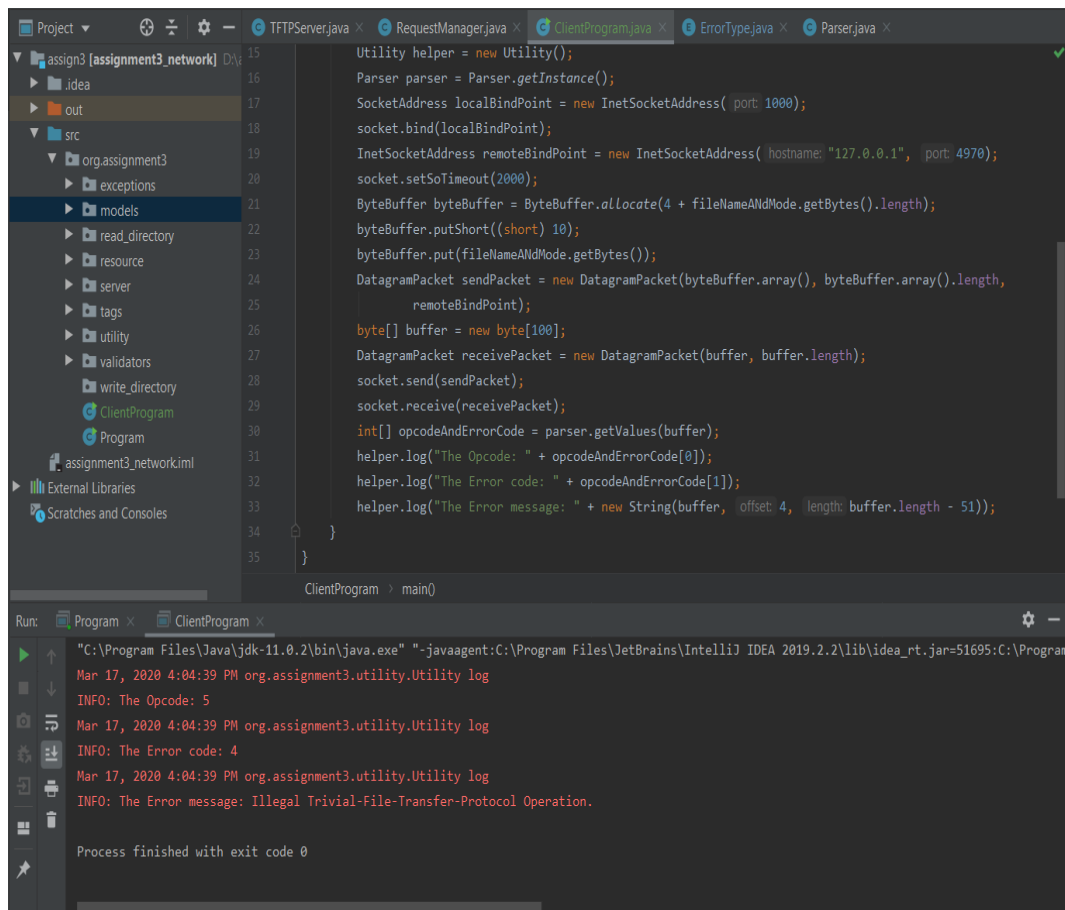 Project
TFTPServer.java
RequestManager.java
ClientProgram.java
ErrorType.java
Parser.java
assign3 [assignment3_network] D:\
.idea
out
src
org.assignment3
exceptions
models
read_directory
resource
server
tags
utility
validators
write_directory
ClientProgram
Program
assignment3_network.iml
External Libraries
Scratches and Consoles
15 Utility helper = new Utility();
16 Parser parser = Parser.getInstance();
17 SocketAddress localBindPoint = new InetSocketAddress( port: 1000);
18 socket.bind(localBindPoint);
19 InetSocketAddress remoteBindPoint = new InetSocketAddress( hostname: "127.0.0.1", port: 4970);
20 socket.setSoTimeout(2000);
21 ByteBuffer byteBuffer = ByteBuffer.allocate(4 + fileNameANdMode.getBytes().length);
22 byteBuffer.putShort((short) 10);
23 byteBuffer.put(fileNameANdMode.getBytes());
24 DatagramPacket sendPacket = new DatagramPacket(byteBuffer.array(), byteBuffer.array().length,
25 remoteBindPoint);
26 byte[] buffer = new byte[100];
27 DatagramPacket receivePacket = new DatagramPacket(buffer, buffer.length);
28 socket.send(sendPacket);
29 socket.receive(receivePacket);
30 int[] opcodeAndErrorCode = parser.getValues(buffer);
31 helper.log("The Opcode: " + opcodeAndErrorCode[0]);
32 helper.log("The Error code: " + opcodeAndErrorCode[1]);
33 helper.log("The Error message: " + new String(buffer, offset: 4, length: buffer.length - 51));
34 }
35 }
ClientProgram › main()
Run: Program ClientProgram
"C:\Program Files\Java\jdk-11.0.2\bin\java.exe" "-javaagent:C:\Program Files\JetBrains\IntelliJ IDEA 2019.2.2\lib\idea_rt.jar=51695:C:\Program
Mar 17, 2020 4:04:39 PM org.assignment3.utility.Utility log
INFO: The Opcode: 5
Mar 17, 2020 4:04:39 PM org.assignment3.utility.Utility log
INFO: The Error code: 4
Mar 17, 2020 4:04:39 PM org.assignment3.utility.Utility log
INFO: The Error message: Illegal Trivial-File-Transfer-Protocol Operation.
Process finished with exit code 0